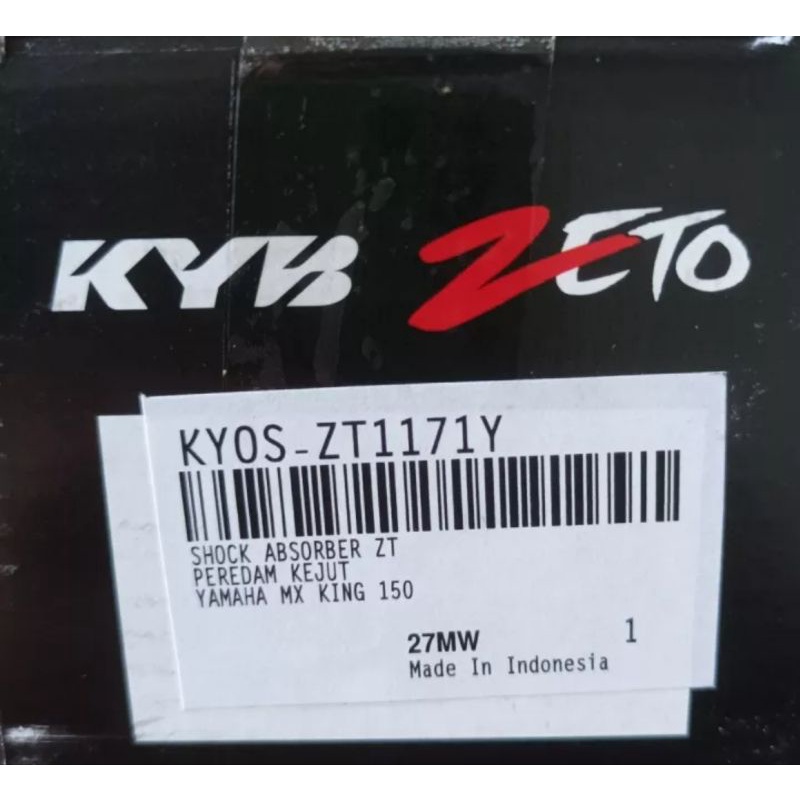 KYB ZETO
KYOS-ZT1171Y
SHOCK ABSORBER ZT
PEREDAM KEJUT
YAMAHA MX KING 150
27MW 1
Made In Indonesia